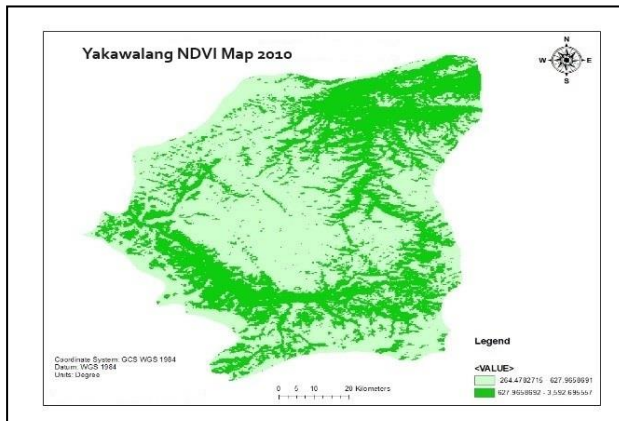 Yakawalang NDVI Map 2010
N
W E
S
Legend
<VALUE>
264.4782715 - 627.9658691
627.9658692 - 3,592.695557
Coordinate System: GCS WGS 1984
Datum: WGS 1984
Units: Degree
0 5 10 20 Kilometers